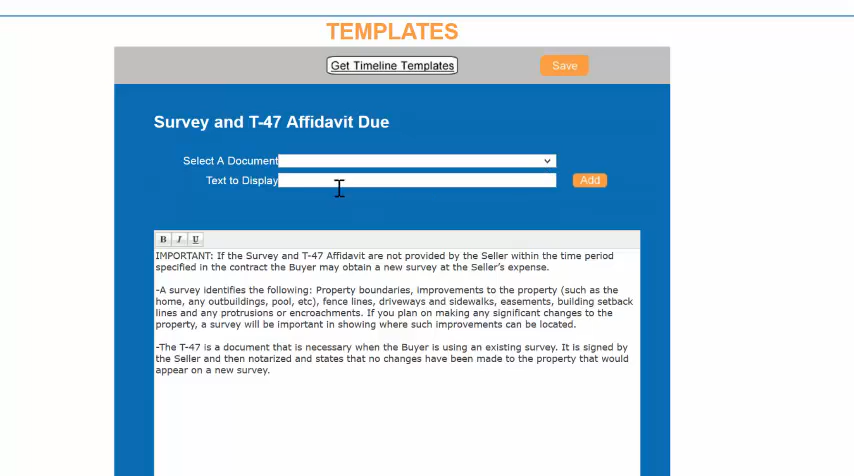 TEMPLATES
Get Timeline Templates
Save
Survey and T-47 Affidavit Due
Select A Document
Text to Display
Add
B I U
IMPORTANT: If the Survey and T-47 Affidavit are not provided by the Seller within the time period
specified in the contract the Buyer may obtain a new survey at the Seller’s expense.
-A survey identifies the following: Property boundaries, improvements to the property (such as the
home, any outbuildings, pool, etc), fence lines, driveways and sidewalks, easements, building setback
lines and any protrusions or encroachments. If you plan on making any significant changes to the
property, a survey will be important in showing where such improvements can be located.
-The T-47 is a document that is necessary when the Buyer is using an existing survey. It is signed by
the Seller and then notarized and states that no changes have been made to the property that would
appear on a new survey.